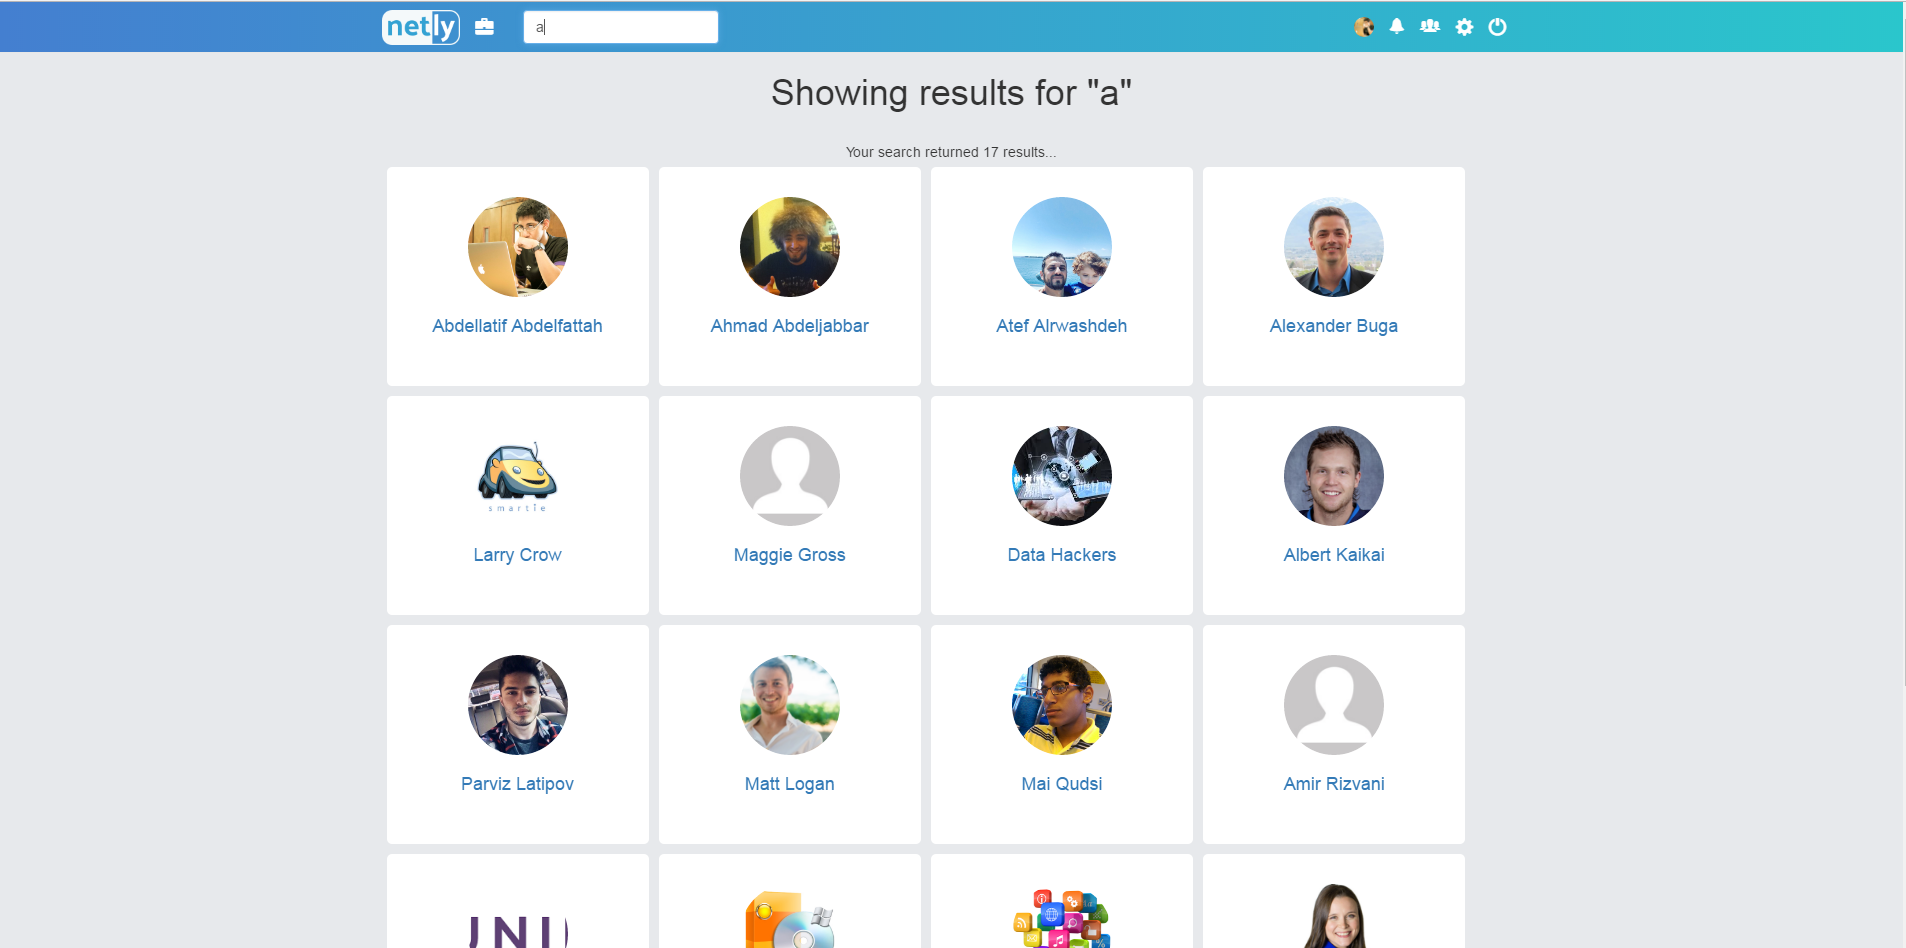 netly a
Showing results for "a"
Your search returned 17 results...
Abdellatif Abdelfattah Ahmad Abdeljabbar Atef Alrwashdeh Alexander Buga
smartie
Larry Crow Maggie Gross Data Hackers Albert Kaikai
Parviz Latipov Matt Logan Mai Qudsi Amir Rizvani